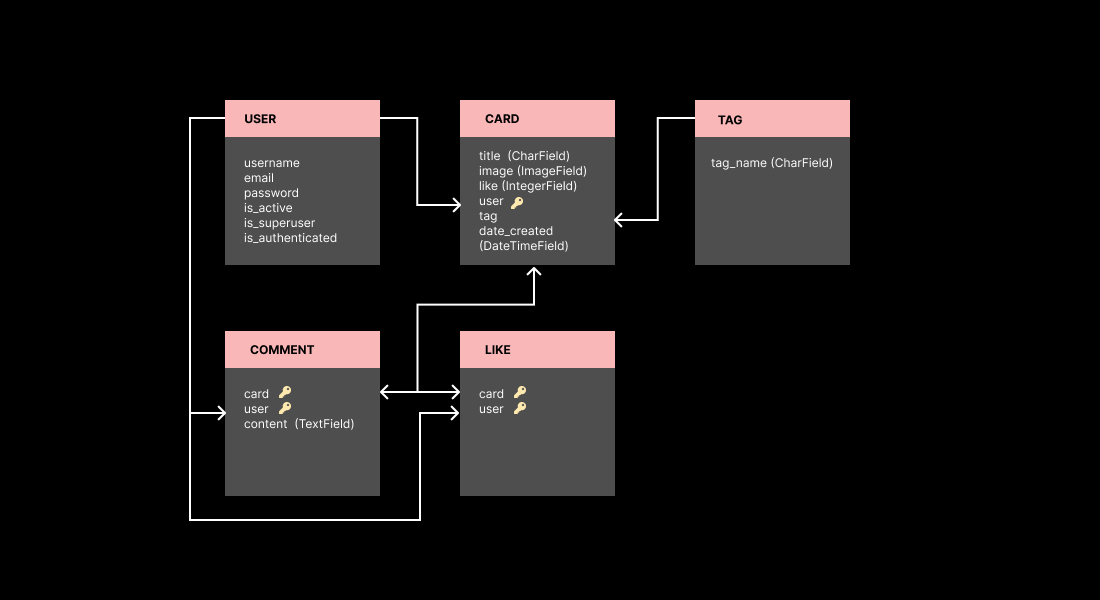 USER
username
email
password
is_active
is_superuser
is_authenticated
CARD
title  (CharField)
image (ImageField)
like (IntegerField)
user
tag
date_created
(DateTimeField)
TAG
tag_name (CharField)
COMMENT
card
user
content  (TextField)
LIKE
card
user